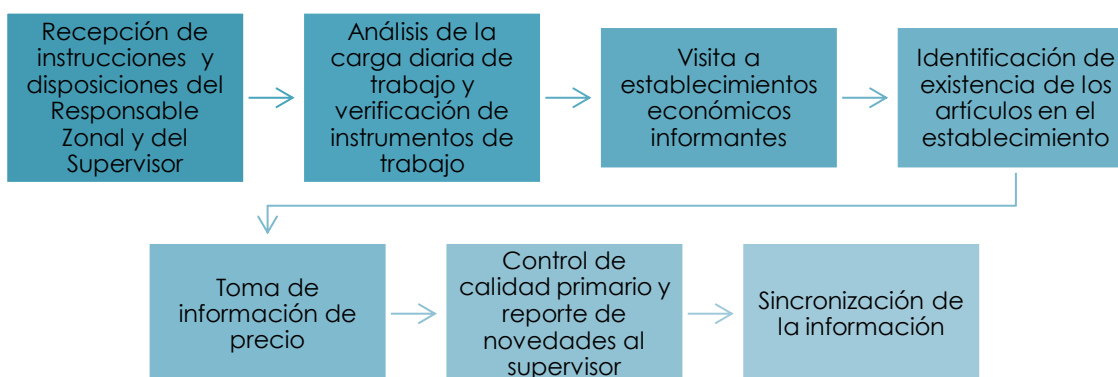 Recepción de
instrucciones y
disposiciones del
Responsable
Zonal y del
Supervisor
Análisis de la
carga diaria de
trabajo y
verificación de
instrumentos de
trabajo
Visita a
establecimientos
económicos
informantes
Identificación de
existencia de los
artículos en el
establecimiento
Toma de
información de
precio
Control de
calidad primario y
reporte de
novedades al
supervisor
Sincronización de
la información